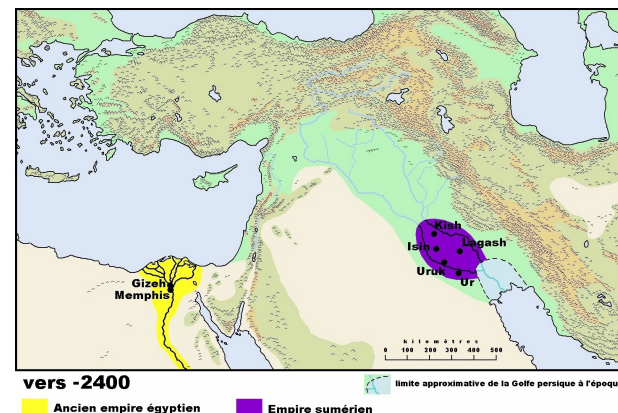 Kish
Isin
Lagash
Uruk
Ur
Gizeh
Memphis
kilomètres
0 100 200 300 400 500
vers -2400
limite approximative de la Golfe persique à l'époqu
Ancien empire égyptien
Empire sumérien